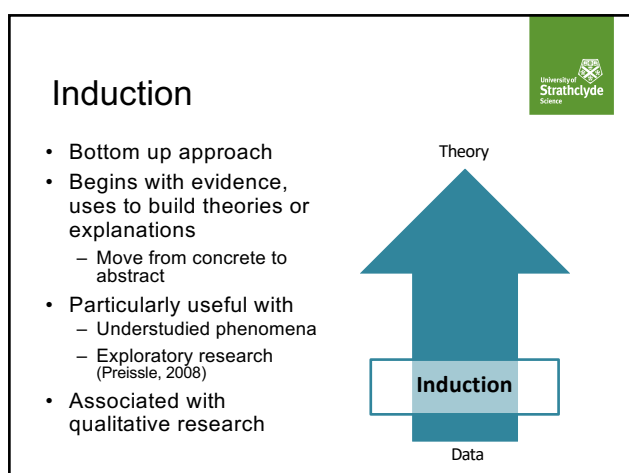 University of
Strathclyde
Science
Induction
• Bottom up approach
• Begins with evidence,
uses to build theories or
explanations
– Move from concrete to
abstract
• Particularly useful with
– Understudied phenomena
– Exploratory research
(Preissle, 2008)
• Associated with
qualitative research
Theory
Induction
Data